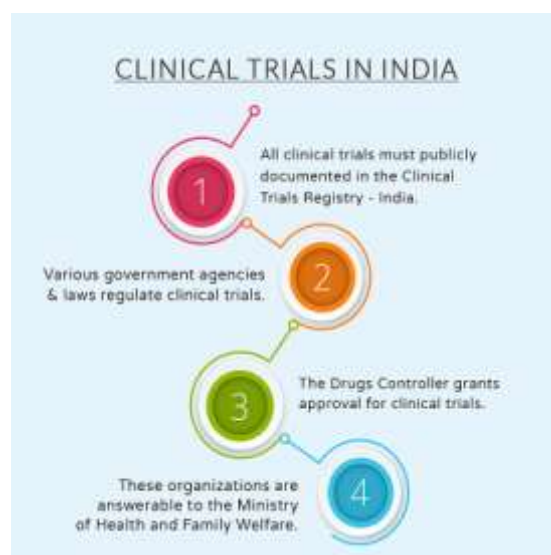 CLINICAL TRIALS IN INDIA
1
All clinical trials must publicly
documented in the Clinical
Trials Registry - India.
2
Various government agencies
& laws regulate clinical trials.
3
The Drugs Controller grants
approval for clinical trials.
4
These organizations are
answerable to the Ministry
of Health and Family Welfare.